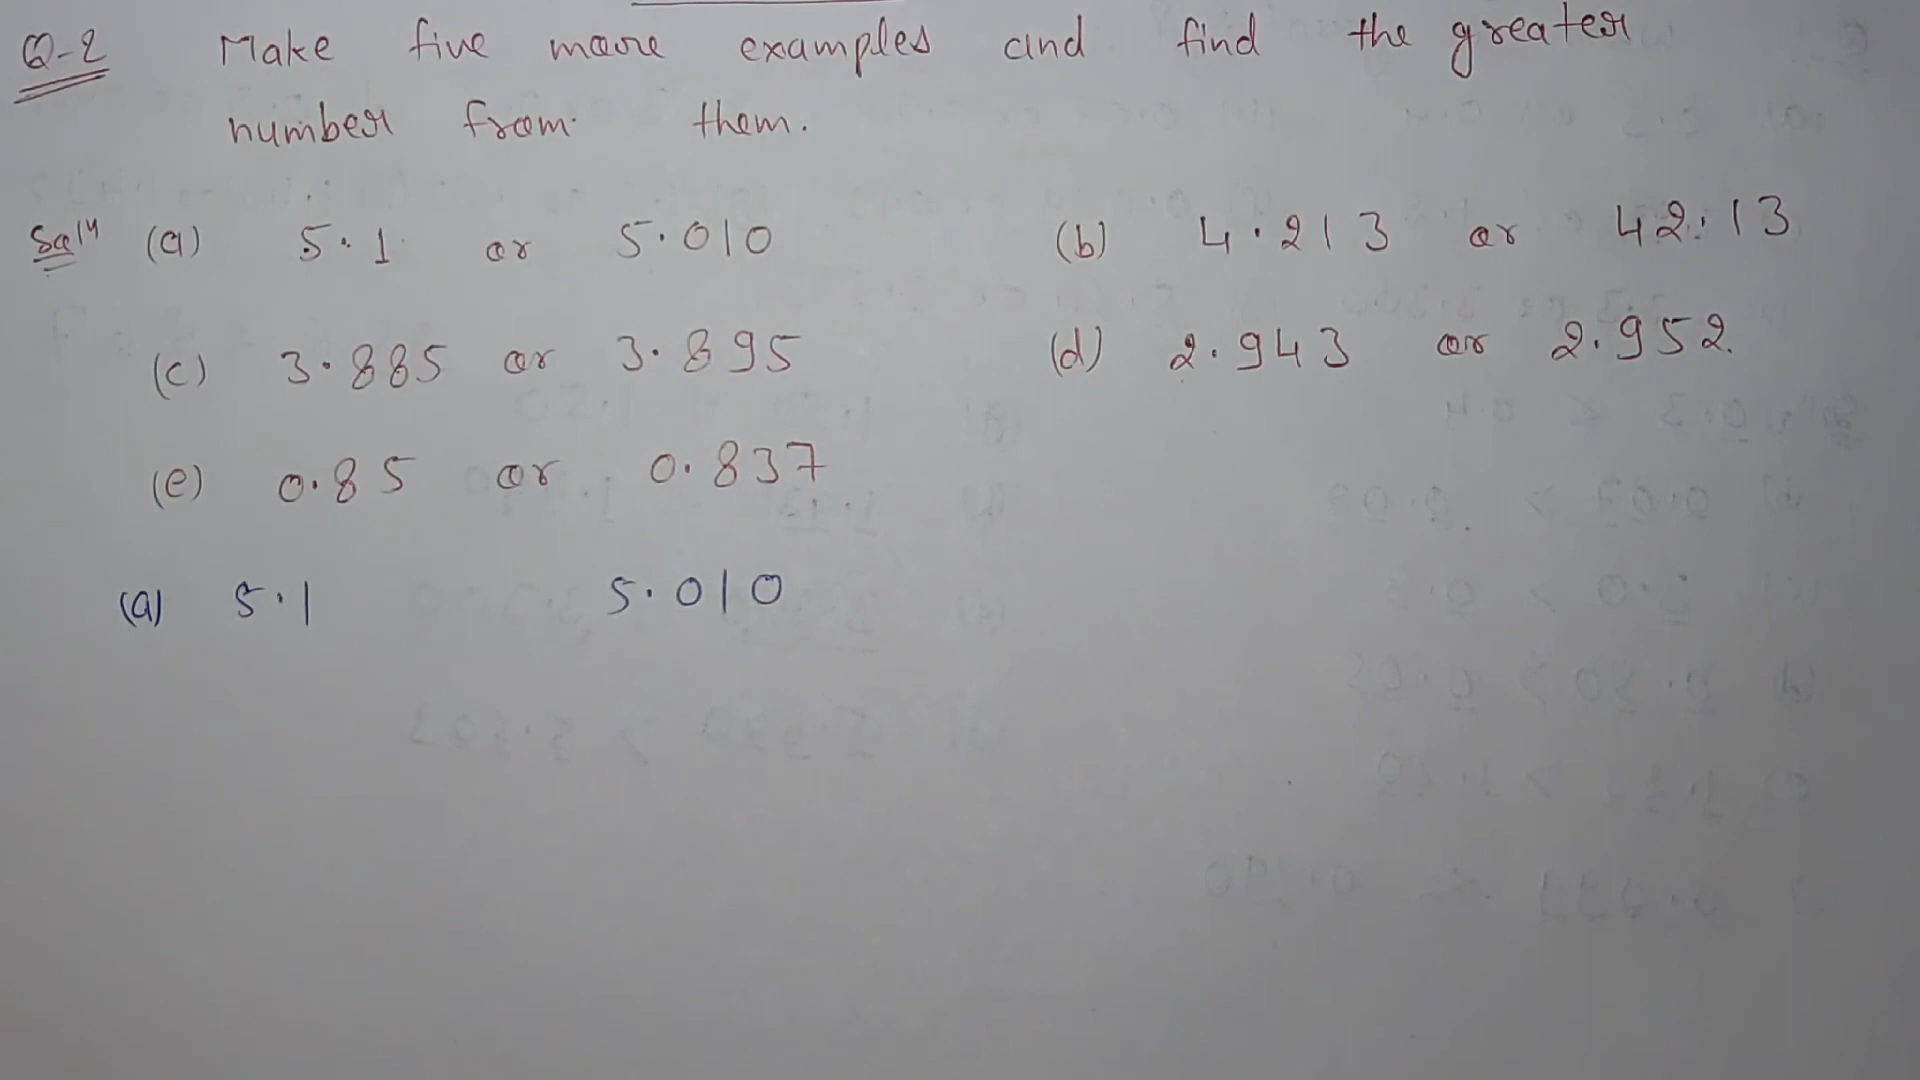 Q-2 Make five more examples and find the greater
number from them.
Solⁿ (a) 5.1 or 5.010 (b) 4.213 or 42.13
(c) 3.885 or 3.895 (d) 2.943 or 2.952
(e) 0.85 or 0.837
(a) 5.1 5.010